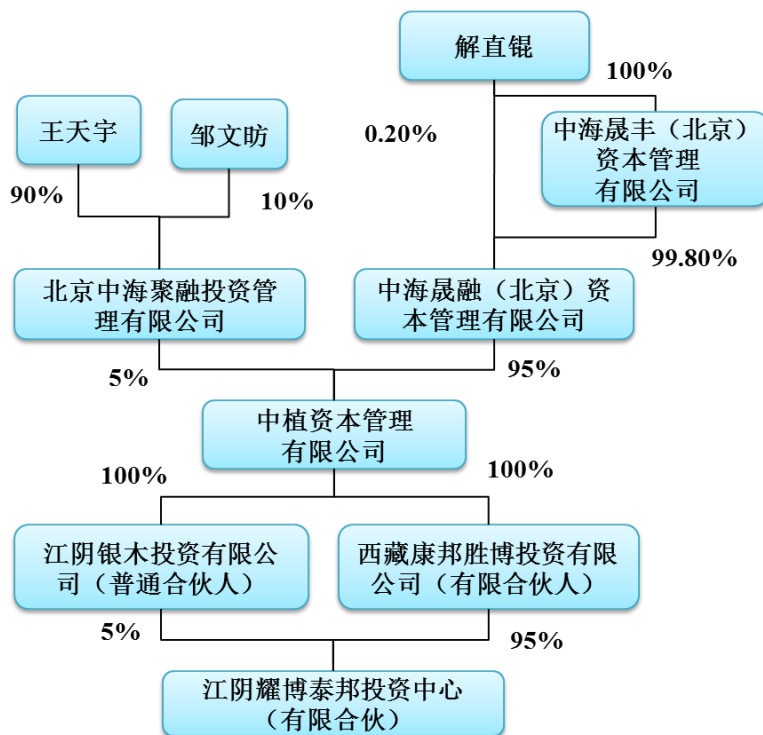 解直锟
100%
王天宇
邹文昉
0.20%
中海晟丰（北京）
资本管理
有限公司
90%
10%
99.80%
北京中海聚融投资管
理有限公司
中海晟融（北京）资
本管理有限公司
5%
95%
中植资本管理
有限公司
100%
100%
江阴银木投资有限公
司（普通合伙人）
西藏康邦胜博投资有限
公司（有限合伙人）
5%
95%
江阴耀博泰邦投资中心
（有限合伙）